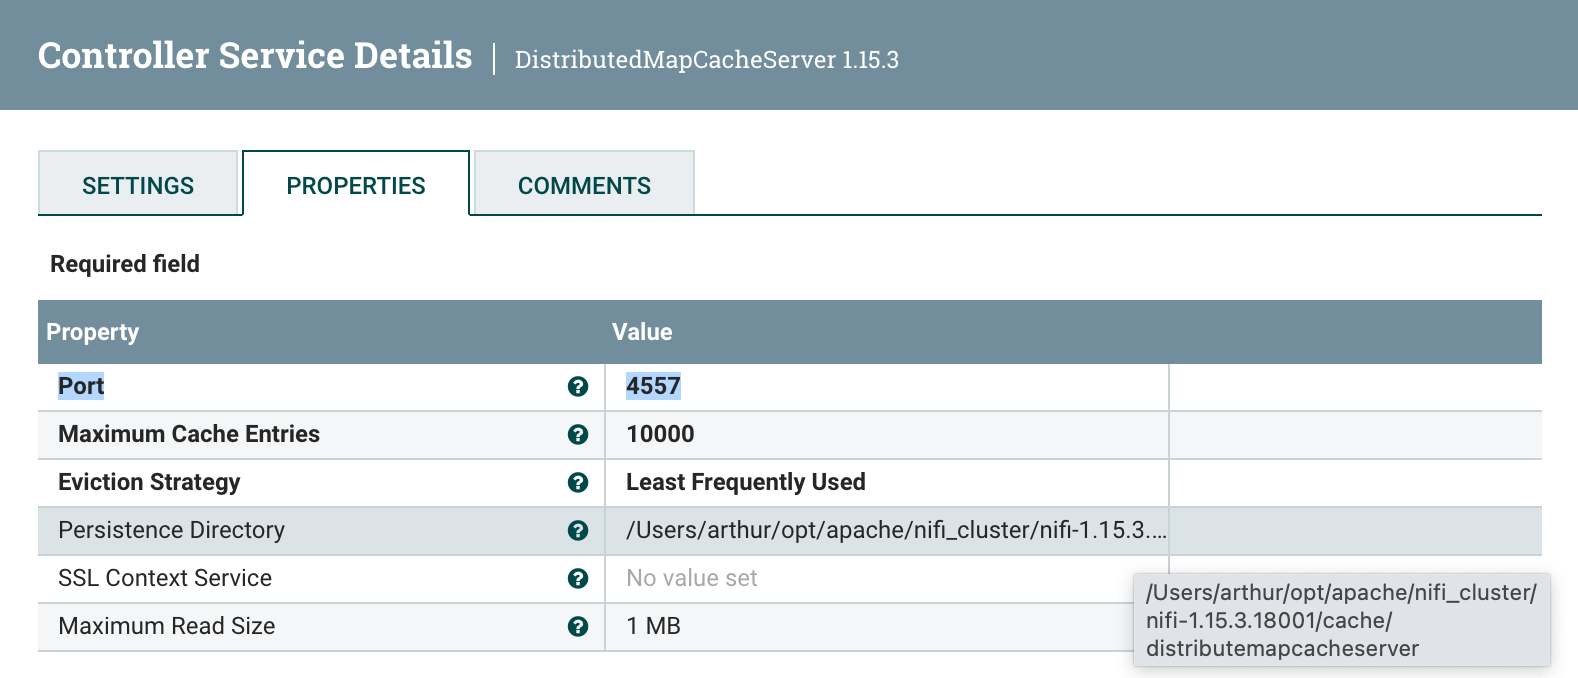 Controller Service Details | DistributedMapCacheServer 1.15.3
SETTINGS PROPERTIES COMMENTS
Required field
Property Value
Port ? 4557
Maximum Cache Entries ? 10000
Eviction Strategy ? Least Frequently Used
Persistence Directory ? /Users/arthur/opt/apache/nifi_cluster/nifi-1.15.3....
SSL Context Service ? No value set
Maximum Read Size ? 1 MB
/Users/arthur/opt/apache/nifi_cluster/
nifi-1.15.3.18001/cache/
distributemapcacheserver